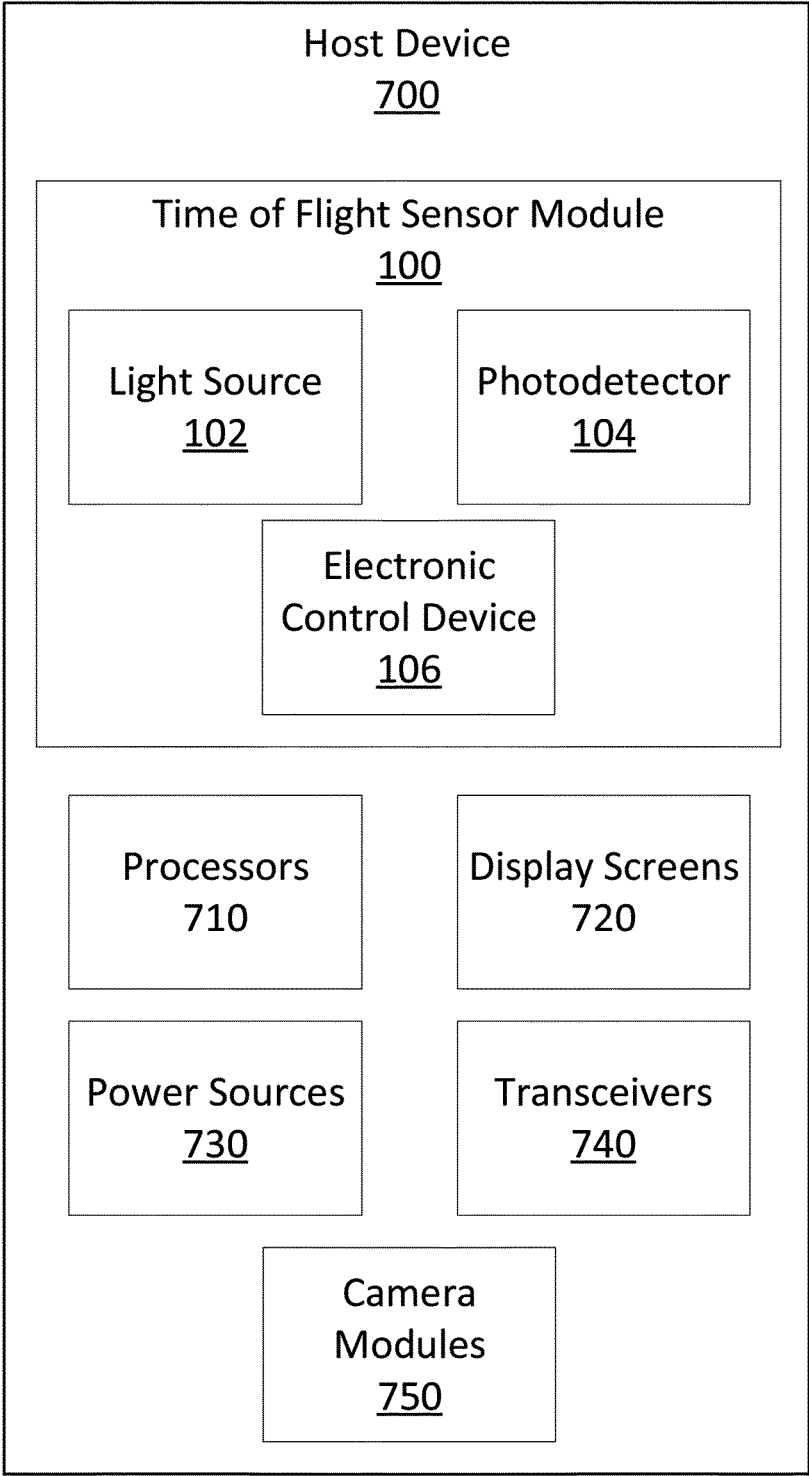 Host Device
700
Time of Flight Sensor Module
100
Light Source
102
Photodetector
104
Electronic
Control Device
106
Processors
710
Display Screens
720
Power Sources
730
Transceivers
740
Camera
Modules
750